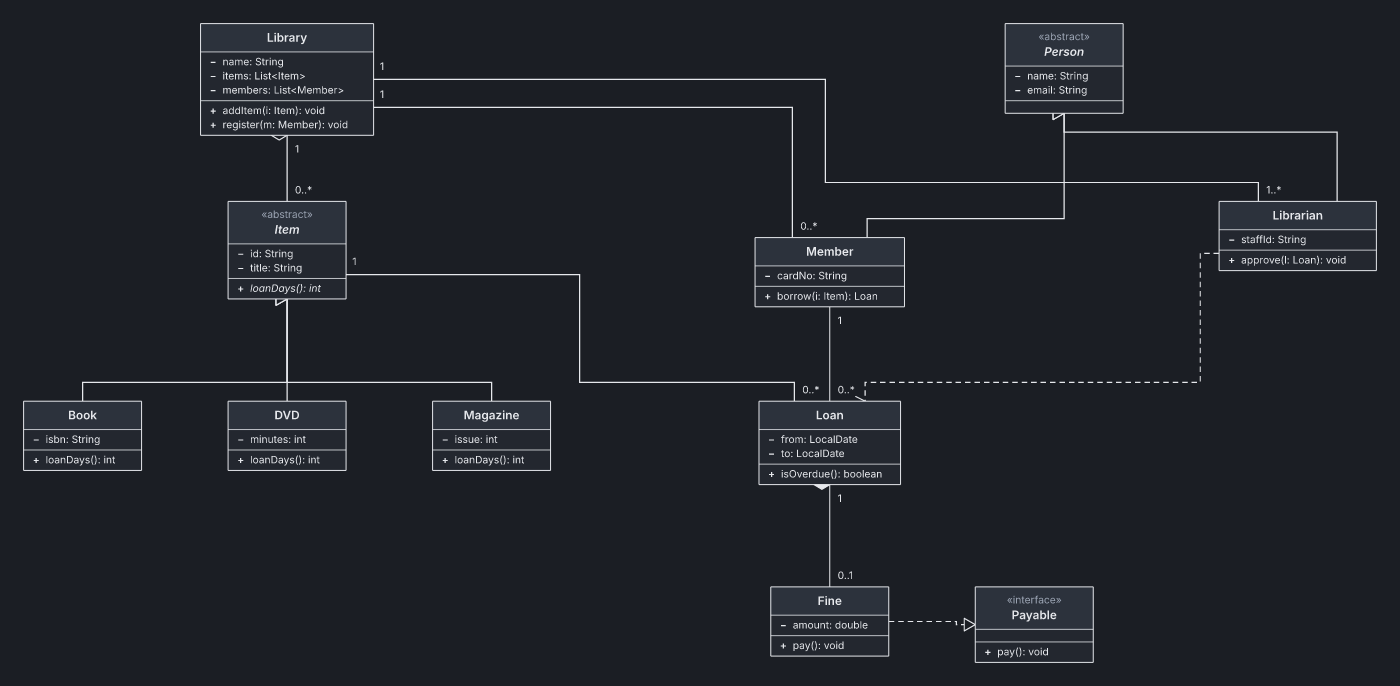 Library
– name: String
– items: List<Item>
– members: List<Member>
+ addItem(i: Item): void
+ register(m: Member): void
1
1
1
0..*
«abstract»
Person
– name: String
– email: String
«abstract»
Item
– id: String
– title: String
+ loanDays(): int
1
0..*
Member
– cardNo: String
+ borrow(i: Item): Loan
1
1..*
Librarian
– staffId: String
+ approve(l: Loan): void
Book
– isbn: String
+ loanDays(): int
DVD
– minutes: int
+ loanDays(): int
Magazine
– issue: int
+ loanDays(): int
0..*
0..*
Loan
– from: LocalDate
– to: LocalDate
+ isOverdue(): boolean
1
0..1
Fine
– amount: double
+ pay(): void
«interface»
Payable
+ pay(): void